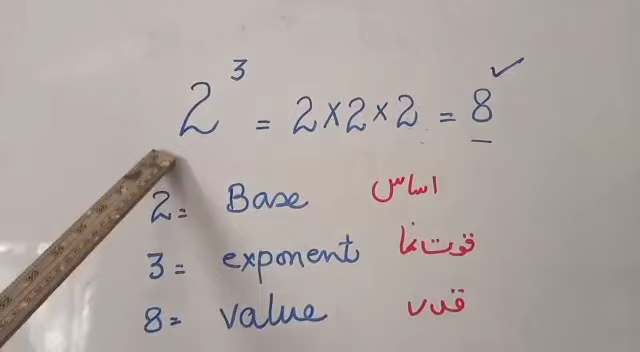 2³ = 2×2×2 = 8 ✓
2 = Base اساس
3 = exponent قوت نما
8 = value قدر